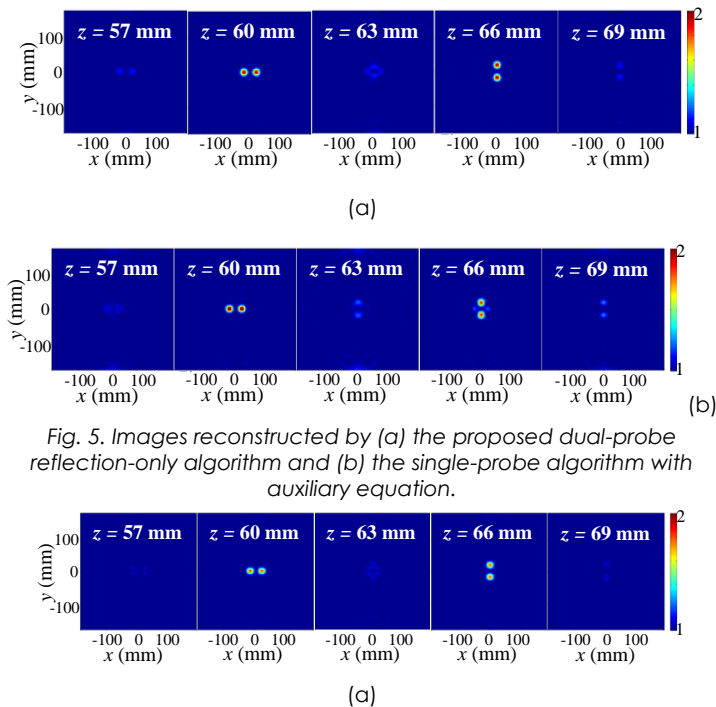 z = 57 mm z = 60 mm z = 63 mm z = 66 mm z = 69 mm
2
100
0
-100
y (mm)
1
-100 0 100 -100 0 100 -100 0 100 -100 0 100 -100 0 100
x (mm) x (mm) x (mm) x (mm) x (mm)
(a)
z = 57 mm z = 60 mm z = 63 mm z = 66 mm z = 69 mm
2
100
0
-100
y (mm)
1
-100 0 100 -100 0 100 -100 0 100 -100 0 100 -100 0 100
x (mm) x (mm) x (mm) x (mm) x (mm)
(b)
Fig. 5. Images reconstructed by (a) the proposed dual-probe
reflection-only algorithm and (b) the single-probe algorithm with
auxiliary equation.
z = 57 mm z = 60 mm z = 63 mm z = 66 mm z = 69 mm
2
100
0
-100
y (mm)
1
-100 0 100 -100 0 100 -100 0 100 -100 0 100 -100 0 100
x (mm) x (mm) x (mm) x (mm) x (mm)
(a)